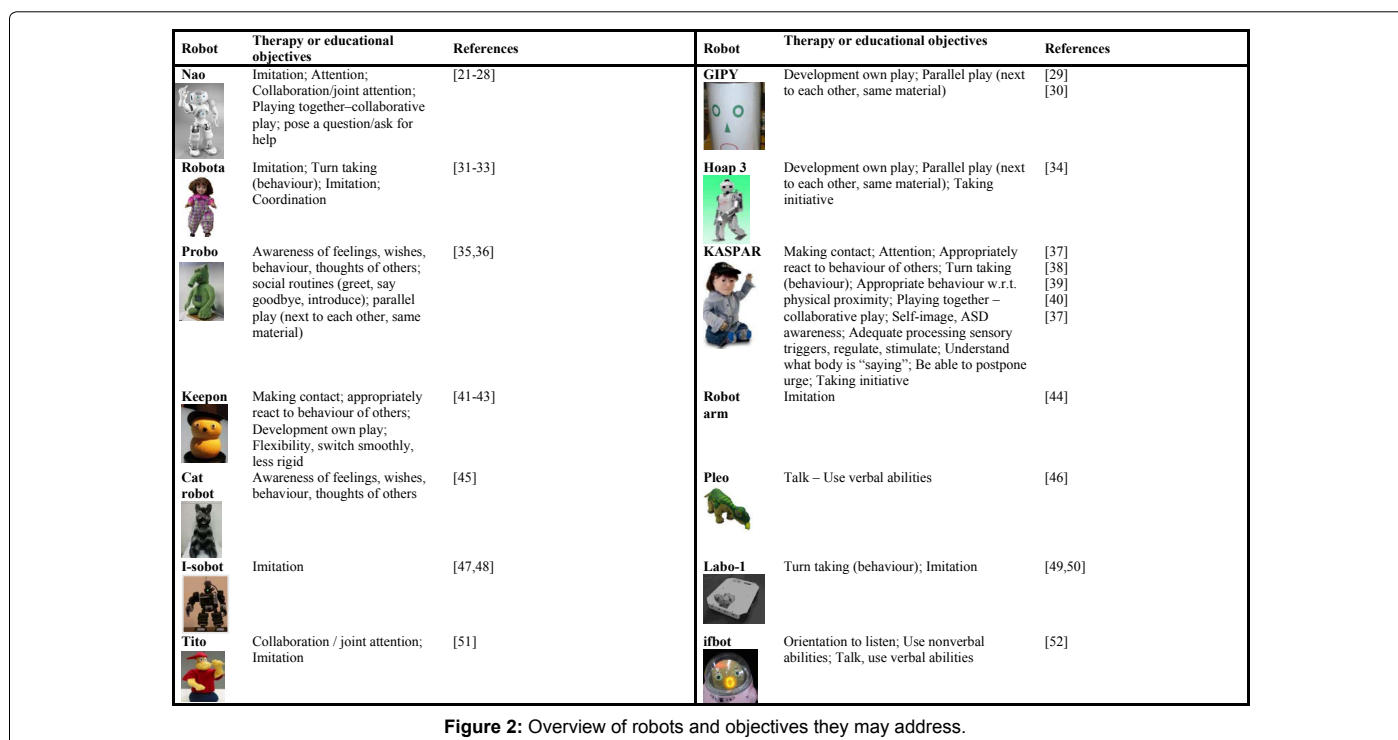 Robot
Therapy or educational
objectives
References
Robot
Therapy or educational objectives
References
Nao
Imitation; Attention;
Collaboration/joint attention;
Playing together–collaborative
play; pose a question/ask for
help
[21-28]
GIPY
Development own play; Parallel play (next
to each other, same material)
[29]
[30]
Robota
Imitation; Turn taking
(behaviour); Imitation;
Coordination
[31-33]
Hoap 3
Development own play; Parallel play (next
to each other, same material); Taking
initiative
[34]
Probo
Awareness of feelings, wishes,
behaviour, thoughts of others;
social routines (greet, say
goodbye, introduce); parallel
play (next to each other, same
material)
[35,36]
KASPAR
Making contact; Attention; Appropriately
react to behaviour of others; Turn taking
(behaviour); Appropriate behaviour w.r.t.
physical proximity; Playing together –
collaborative play; Self-image, ASD
awareness; Adequate processing sensory
triggers, regulate, stimulate; Understand
what body is “saying”; Be able to postpone
urge; Taking initiative
[37]
[38]
[39]
[40]
[37]
Keepon
Making contact; appropriately
react to behaviour of others;
Development own play;
Flexibility, switch smoothly,
less rigid
[41-43]
Robot
arm
Imitation
[44]
Cat
robot
Awareness of feelings, wishes,
behaviour, thoughts of others
[45]
Pleo
Talk – Use verbal abilities
[46]
I-sobot
Imitation
[47,48]
Labo-1
Turn taking (behaviour); Imitation
[49,50]
Tito
Collaboration / joint attention;
Imitation
[51]
ifbot
Orientation to listen; Use nonverbal
abilities; Talk, use verbal abilities
[52]
Figure 2: Overview of robots and objectives they may address.